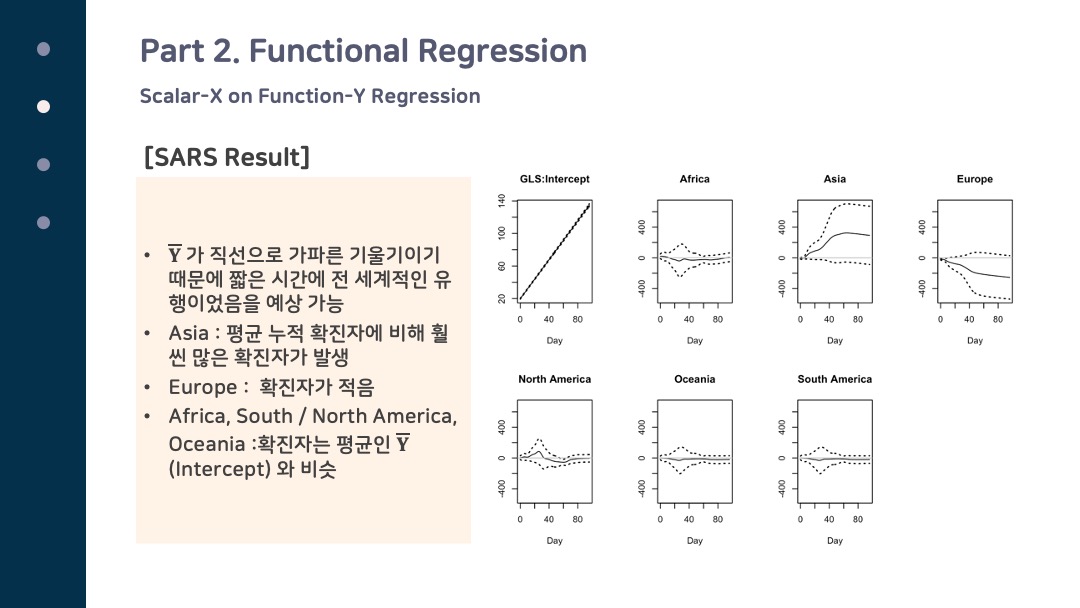 Part 2. Functional Regression
Scalar-X on Function-Y Regression
[SARS Result]
• Y̅ 가 직선으로 가파른 기울기이기
때문에 짧은 시간에 전 세계적인 유
행이었음을 예상 가능
• Asia : 평균 누적 확진자에 비해 훨
씬 많은 확진자가 발생
• Europe : 확진자가 적음
• Africa, South / North America,
Oceania :확진자는 평균인 Y̅
(Intercept) 와 비슷
GLS:Intercept
140
100
60
20
0 40 80
Day
Africa
400
0
-400
0 40 80
Day
Asia
400
0
-400
0 40 80
Day
Europe
400
0
-400
0 40 80
Day
North America
400
0
-400
0 40 80
Day
Oceania
400
0
-400
0 40 80
Day
South America
400
0
-400
0 40 80
Day